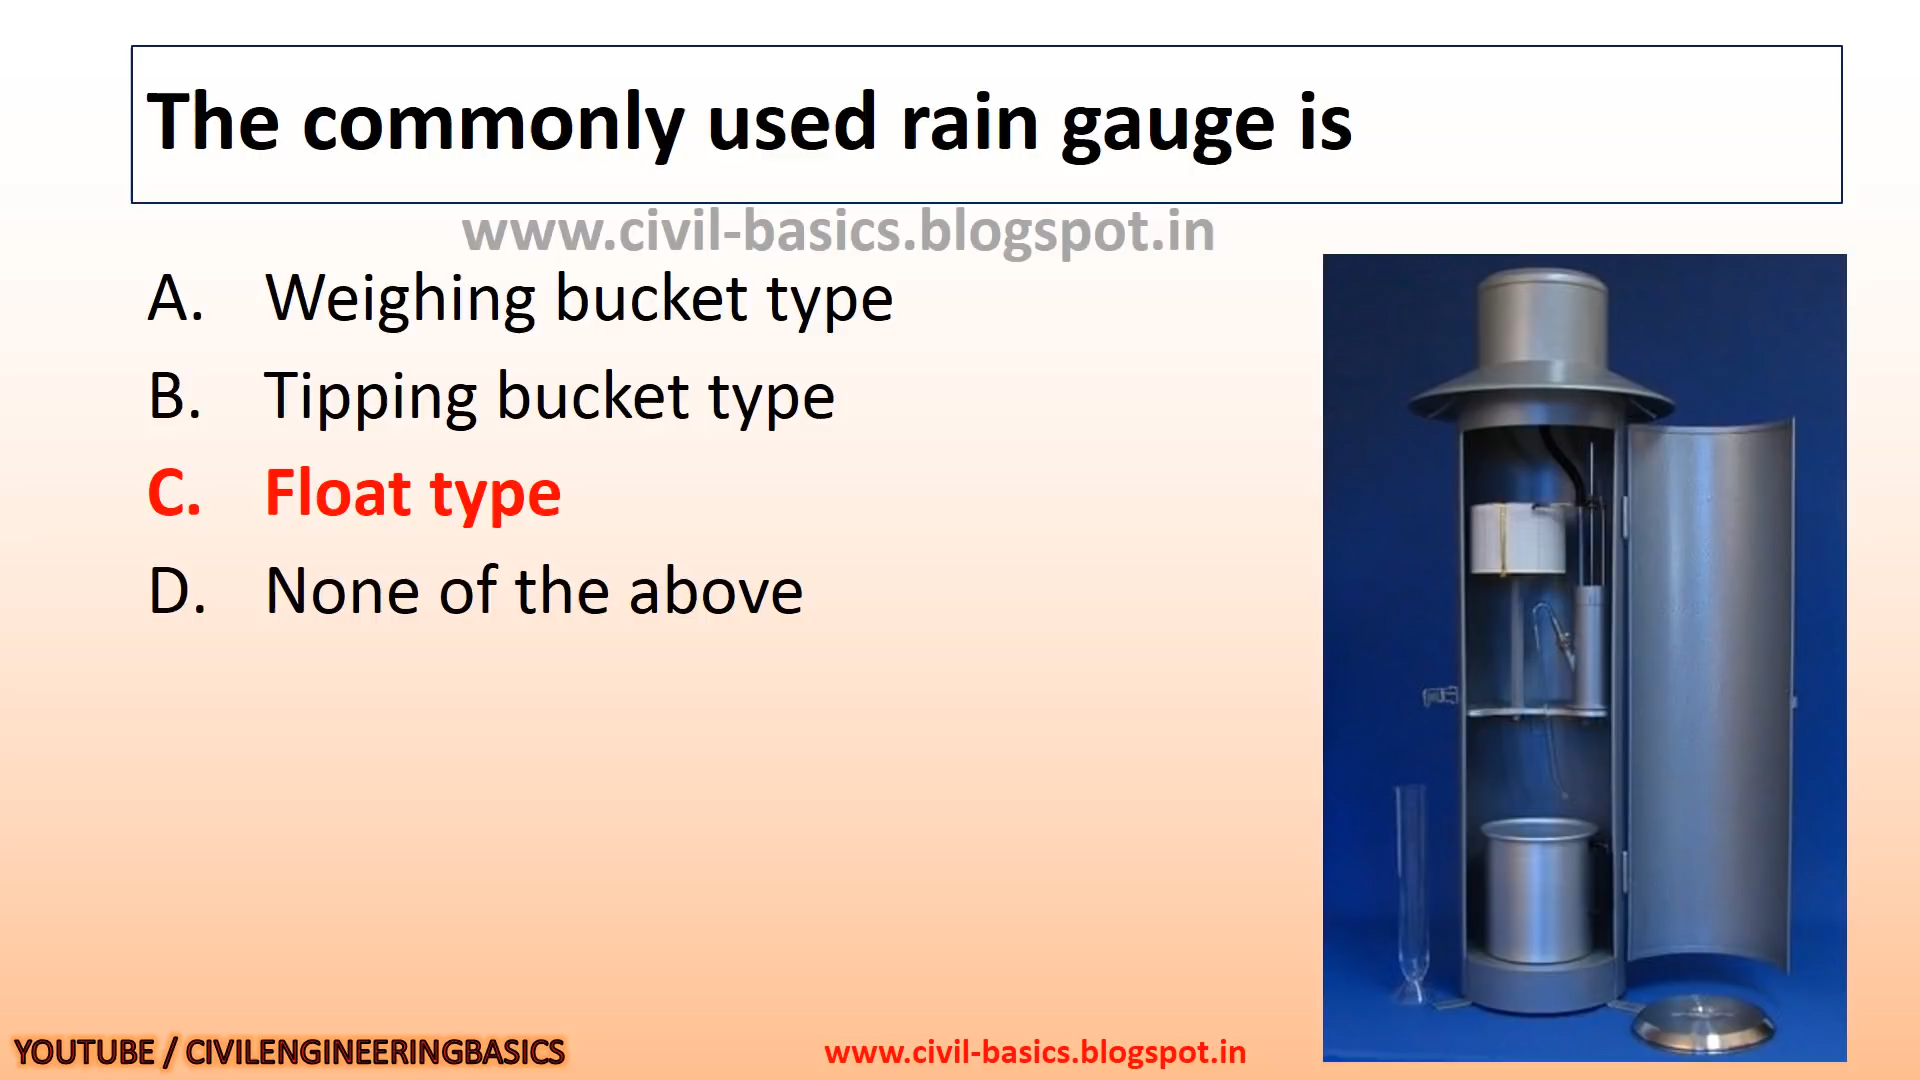 The commonly used rain gauge is
www.civil-basics.blogspot.in
A. Weighing bucket type
B. Tipping bucket type
C. Float type
D. None of the above
YOUTUBE / CIVILENGINEERINGBASICS
www.civil-basics.blogspot.in